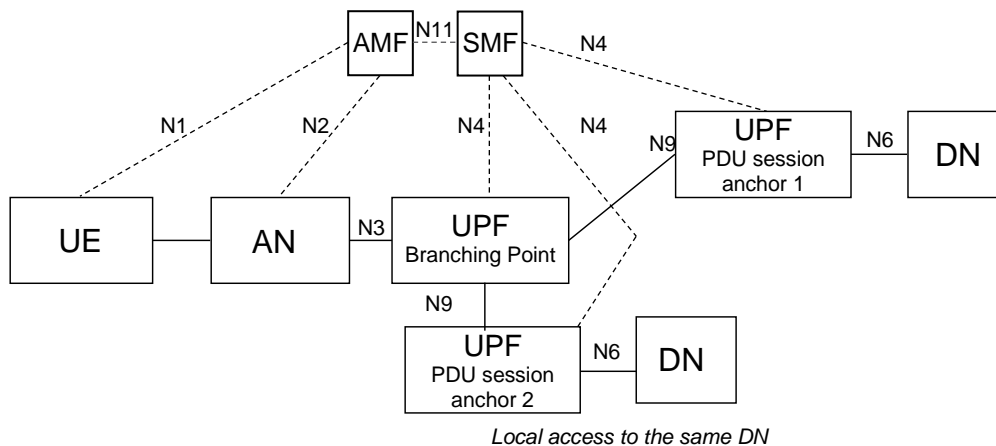 N11
AMF
SMF
N4
N1
N2
N4
N4
UPF
PDU session
anchor 1
N9
N6
DN
UE
AN
N3
UPF
Branching Point
N9
UPF
PDU session
anchor 2
N6
DN
Local access to the same DN